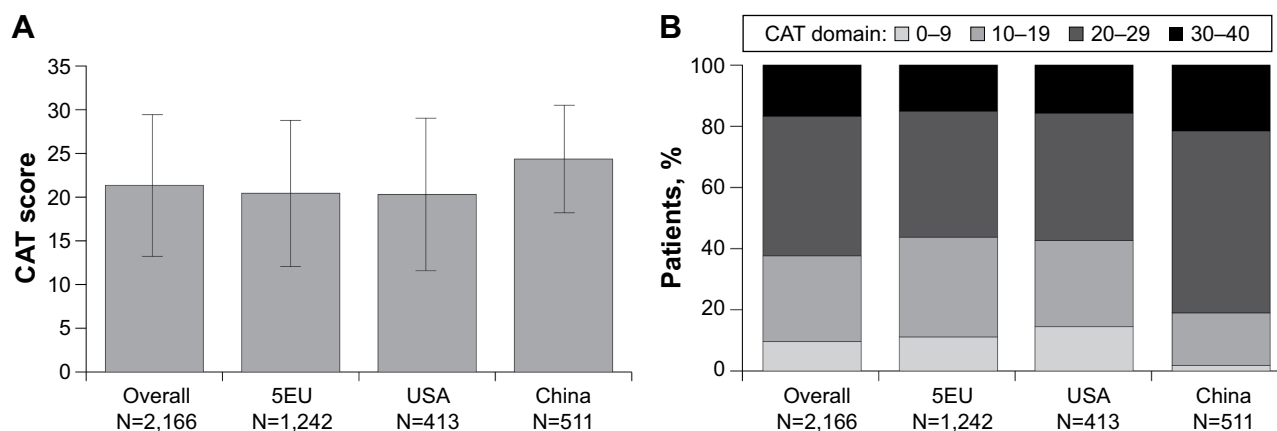 A
CAT score
35
30
25
20
15
10
5
0
Overall
N=2,166
5EU
N=1,242
USA
N=413
China
N=511
B
CAT domain: 0–9 10–19 20–29 30–40
Patients, %
100
80
60
40
20
0
Overall
N=2,166
5EU
N=1,242
USA
N=413
China
N=511